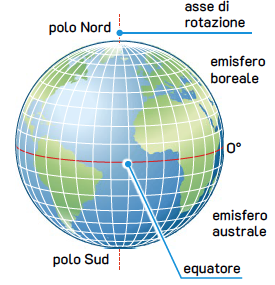 asse di
rotazione
polo Nord
emisfero
boreale
0°
emisfero
australe
polo Sud
equatore